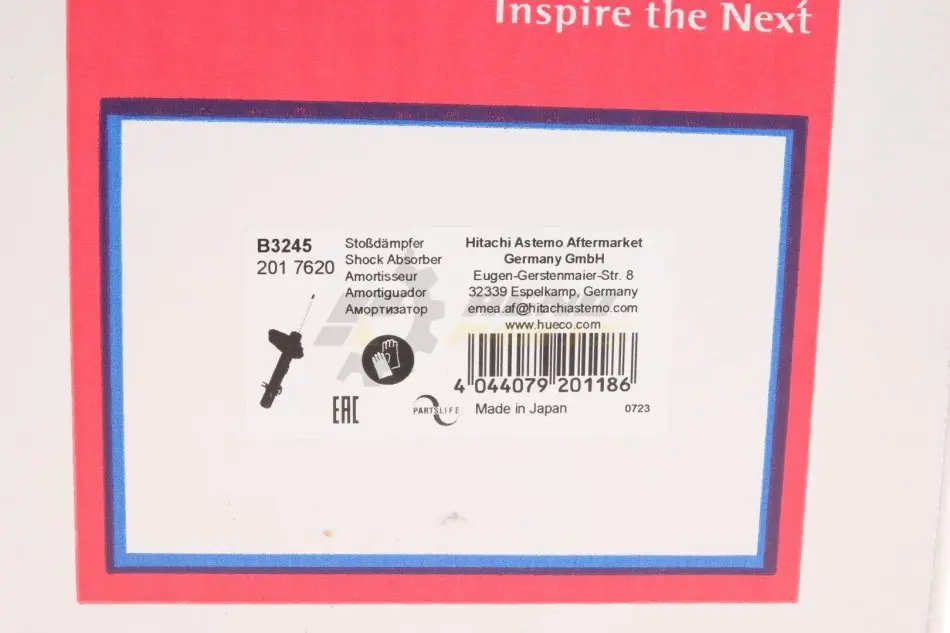 Inspire the Next
B3245
201 7620
Stoßdämpfer
Shock Absorber
Amortisseur
Amortiguador
Амортизатор
Hitachi Astemo Aftermarket
Germany GmbH
Eugen-Gerstenmaier-Str. 8
32339 Espelkamp, Germany
emea.af@hitachiastemo.com
www.hueco.com
4 044079 201186
EAC
PARTSLIFE
Made in Japan
0723